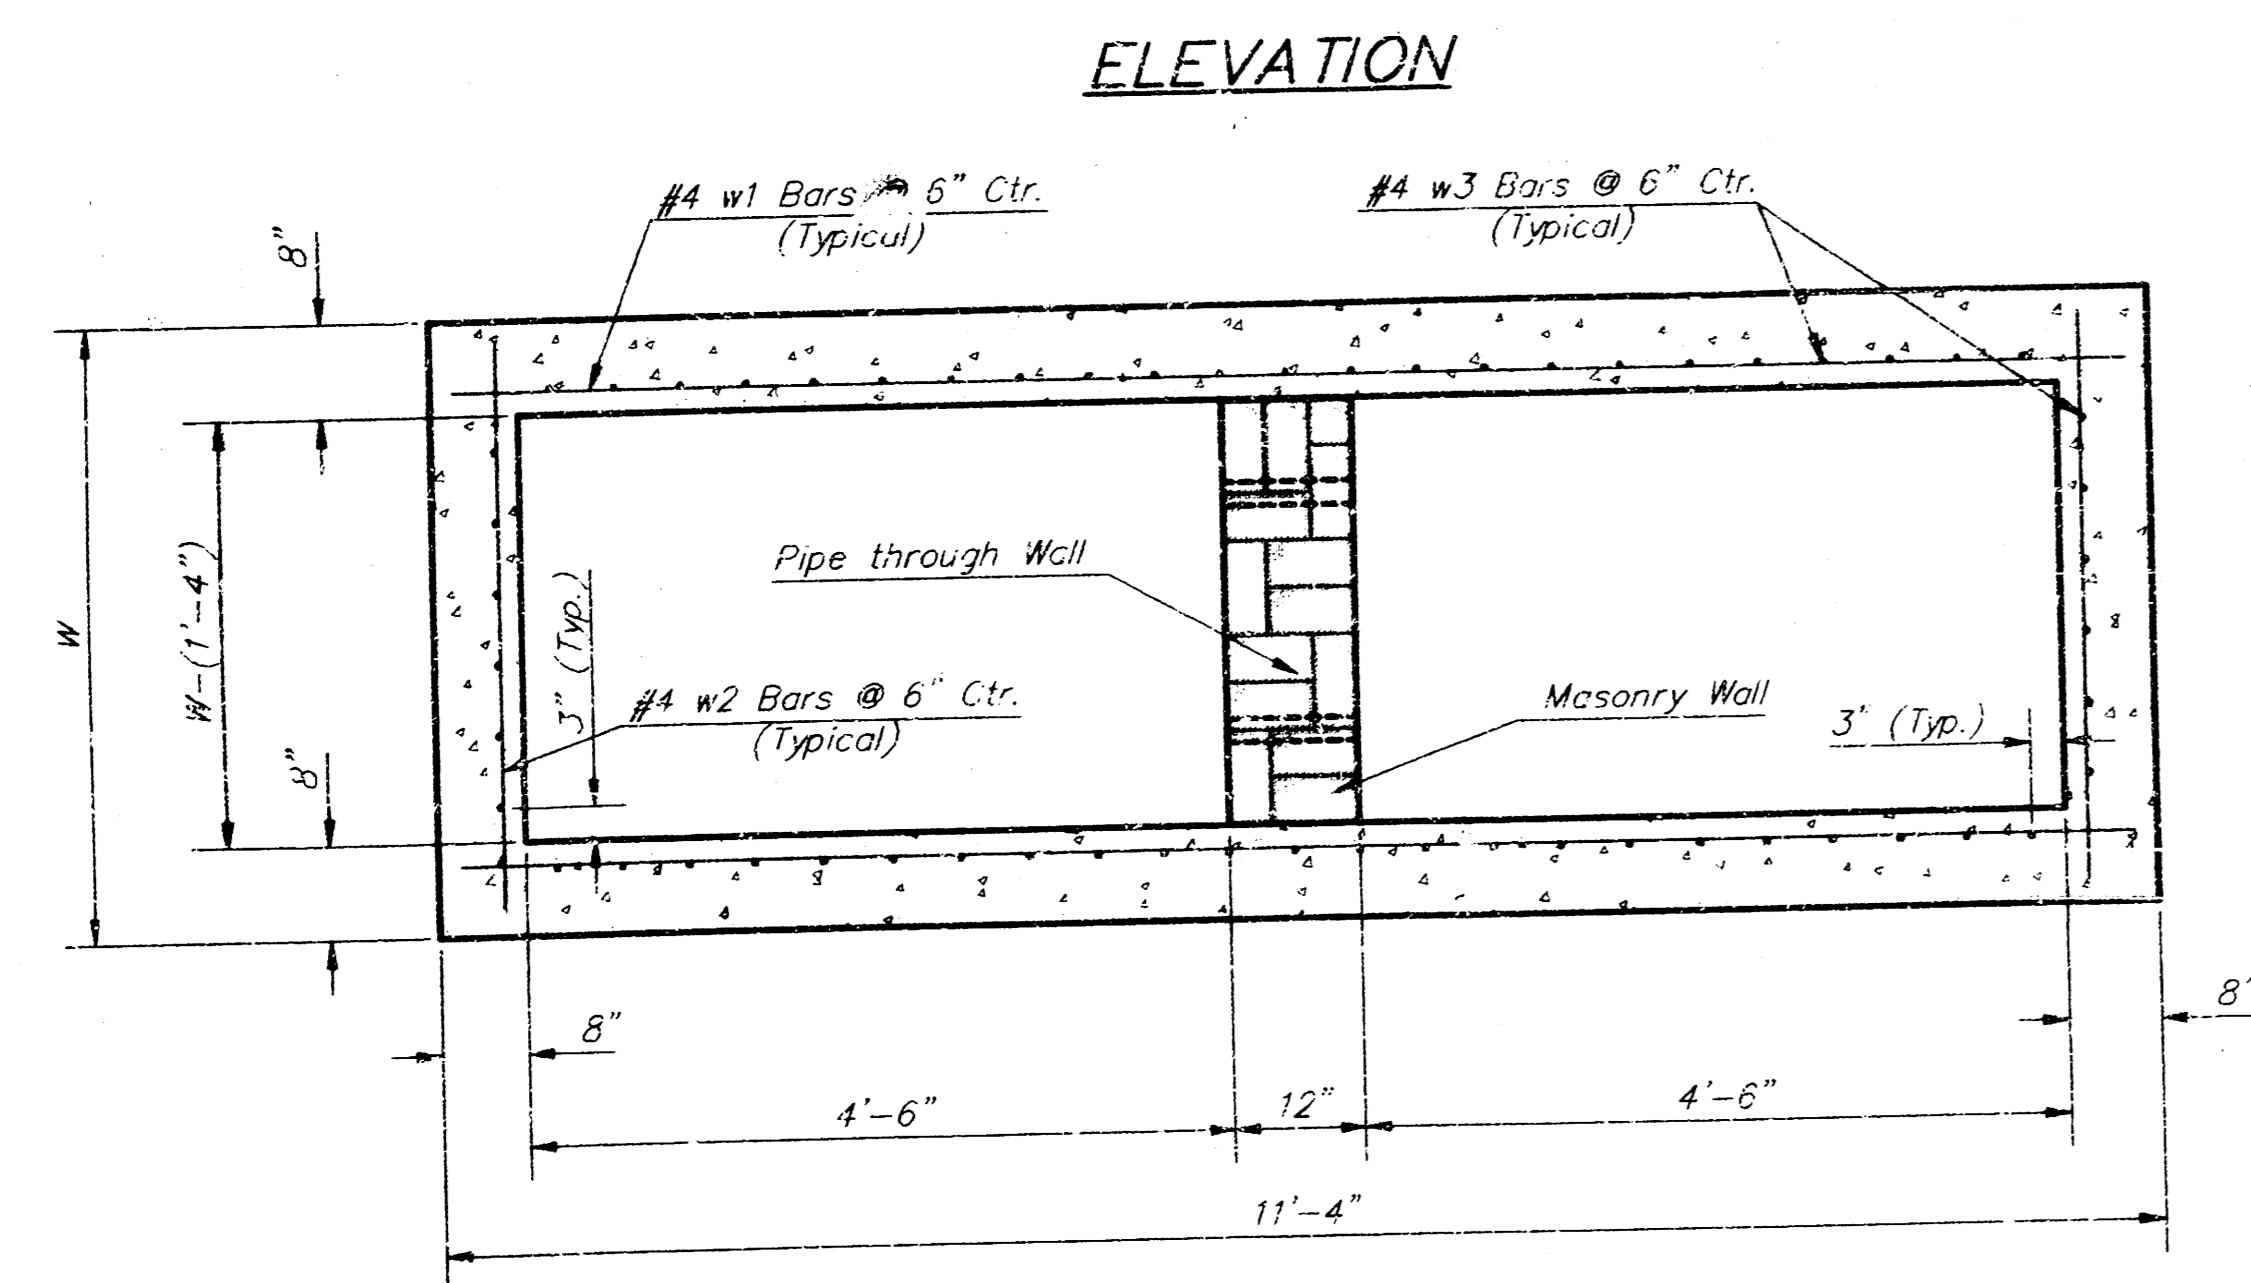 ELEVATION
#4 w1 Bars 6" Ctr.
(Typical)
#4 w3 Bars @ 6" Ctr.
(Typical)
8"
W
W-(1'-4")
8"
Pipe through Wall
3" (Typ.)
#4 w2 Bars @ 6" Ctr.
(Typical)
Masonry Wall
3" (Typ.)
8"
8'
4'-6"
12"
4'-6"
11'-4"